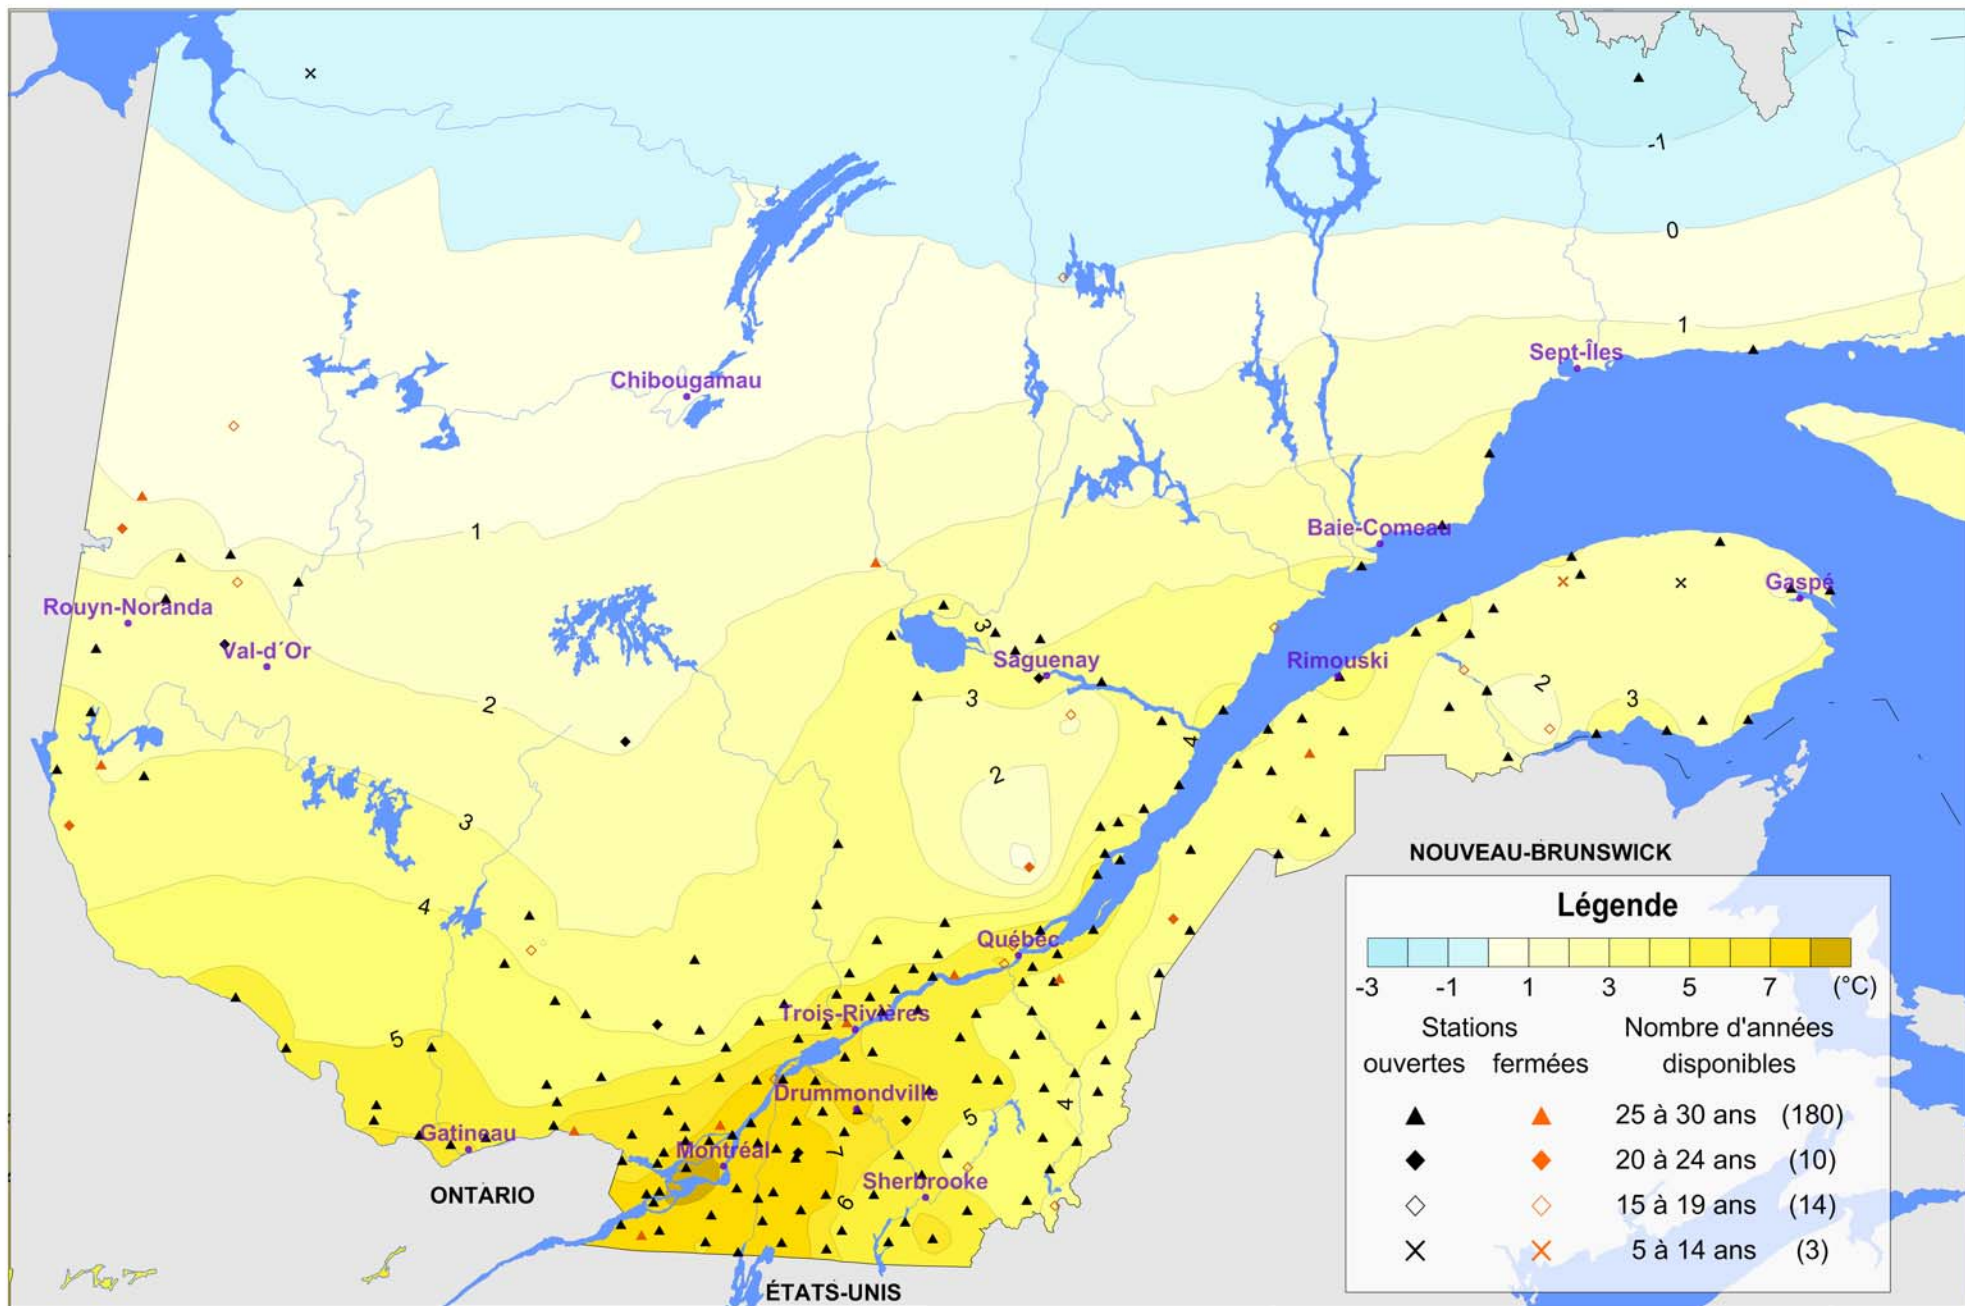 -1
0
1
Sept-Îles
Chibougamau
1
Baie-Comeau
Gaspé
Rouyn-Noranda
Val-d´Or
3
Saguenay
Rimouski
2
3
2
3
4
2
3
4
NOUVEAU-BRUNSWICK
Québec
Trois-Rivières
5
Drummondville
5
4
Gatineau
Montréal
7
Sherbrooke
6
ONTARIO
ÉTATS-UNIS
Légende
-3 -1 1 3 5 7 (°C)
Stations Nombre d'années
ouvertes fermées disponibles
25 à 30 ans (180)
20 à 24 ans (10)
15 à 19 ans (14)
5 à 14 ans (3)